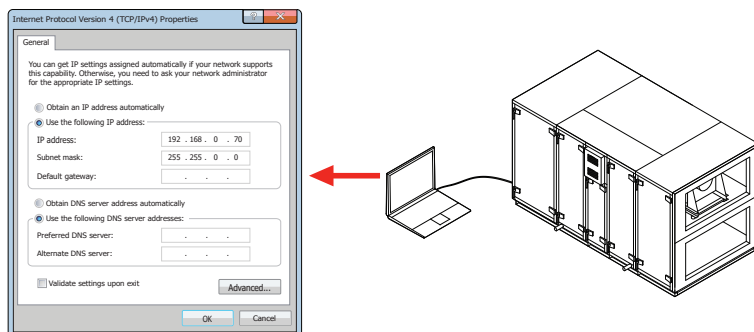 Internet Protocol Version 4 (TCP/IPv4) Properties
General
You can get IP settings assigned automatically if your network supports
this capability. Otherwise, you need to ask your network administrator
for the appropriate IP settings.
Obtain an IP address automatically
Use the following IP address:
IP address: 192 . 168 . 0 . 70
Subnet mask: 255 . 255 . 0 . 0
Default gateway: . . .
Obtain DNS server address automatically
Use the following DNS server addresses:
Preferred DNS server: . . .
Alternate DNS server: . . .
Validate settings upon exit
Advanced...
OK Cancel